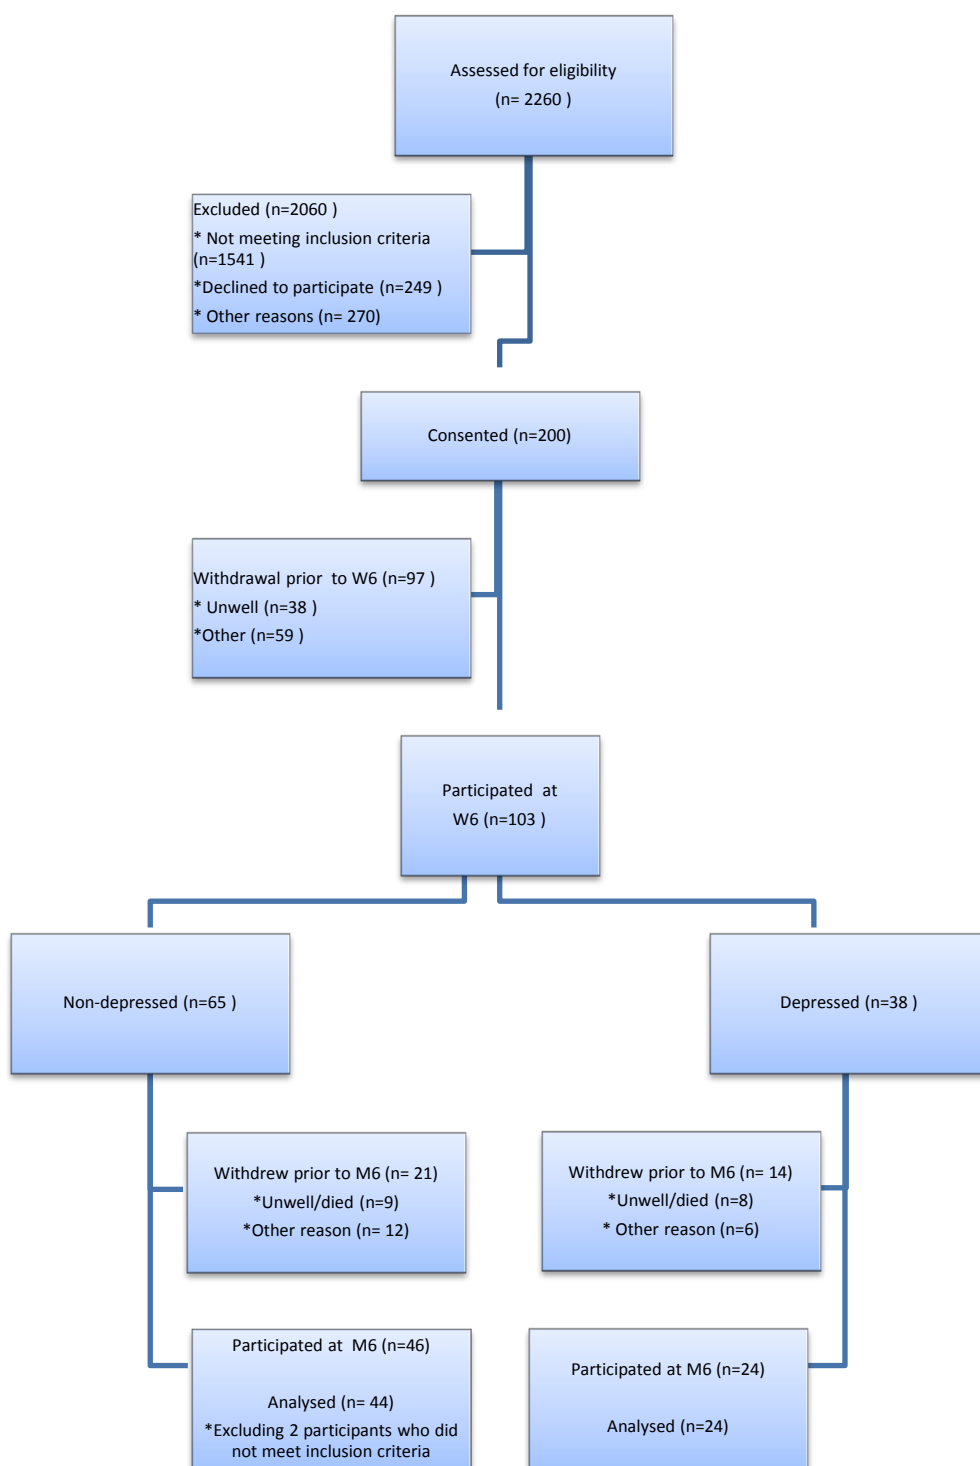 Assessed for eligibility
(n= 2260 )
Excluded (n=2060 )
* Not meeting inclusion criteria
(n=1541 )
*Declined to participate (n=249 )
* Other reasons (n= 270)
Consented (n=200)
Withdrawal prior  to W6 (n=97 )
* Unwell (n=38 )
*Other (n=59 )
Participated  at
W6 (n=103 )
Non-depressed (n=65 )
Depressed (n=38 )
Withdrew prior to M6 (n= 21)
*Unwell/died (n=9)
*Other reason (n= 12)
Withdrew prior to M6 (n= 14)
*Unwell/died (n=8)
* Other reason (n=6)
Participated at  M6 (n=46)
Analysed (n= 44)
*Excluding 2 participants who did
not meet inclusion criteria
Participated at M6 (n=24)
Analysed (n=24)